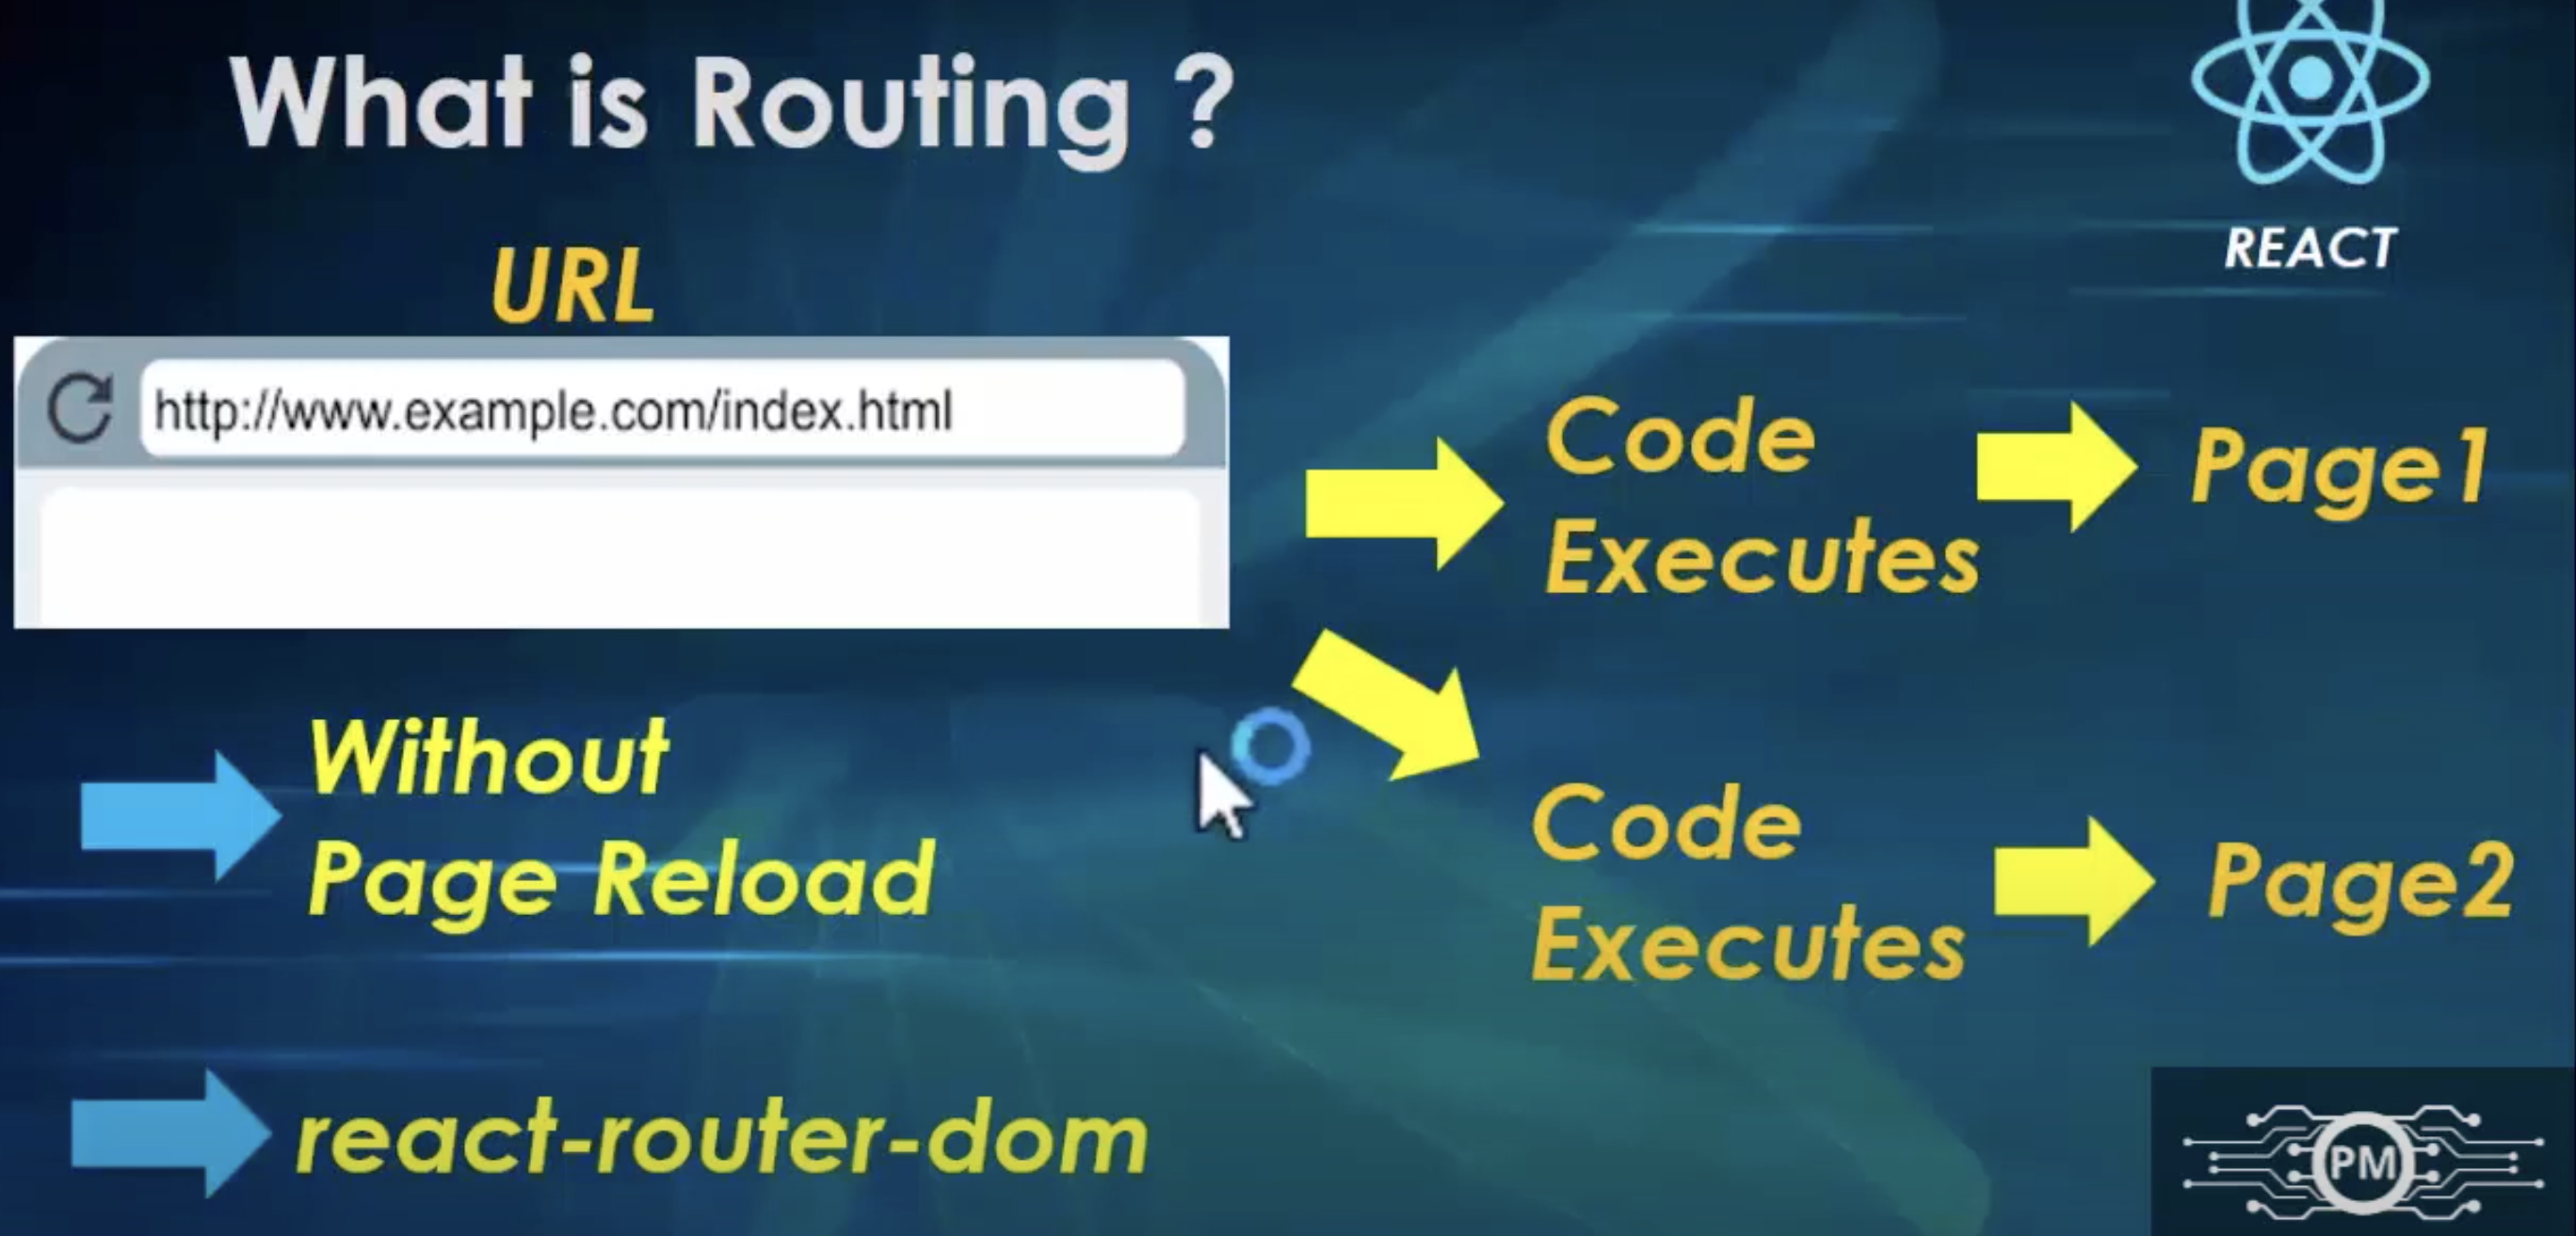 What is Routing ?
REACT
URL
http://www.example.com/index.html
Code
Executes
Page1
Without
Page Reload
Code
Executes
Page2
react-router-dom
PM